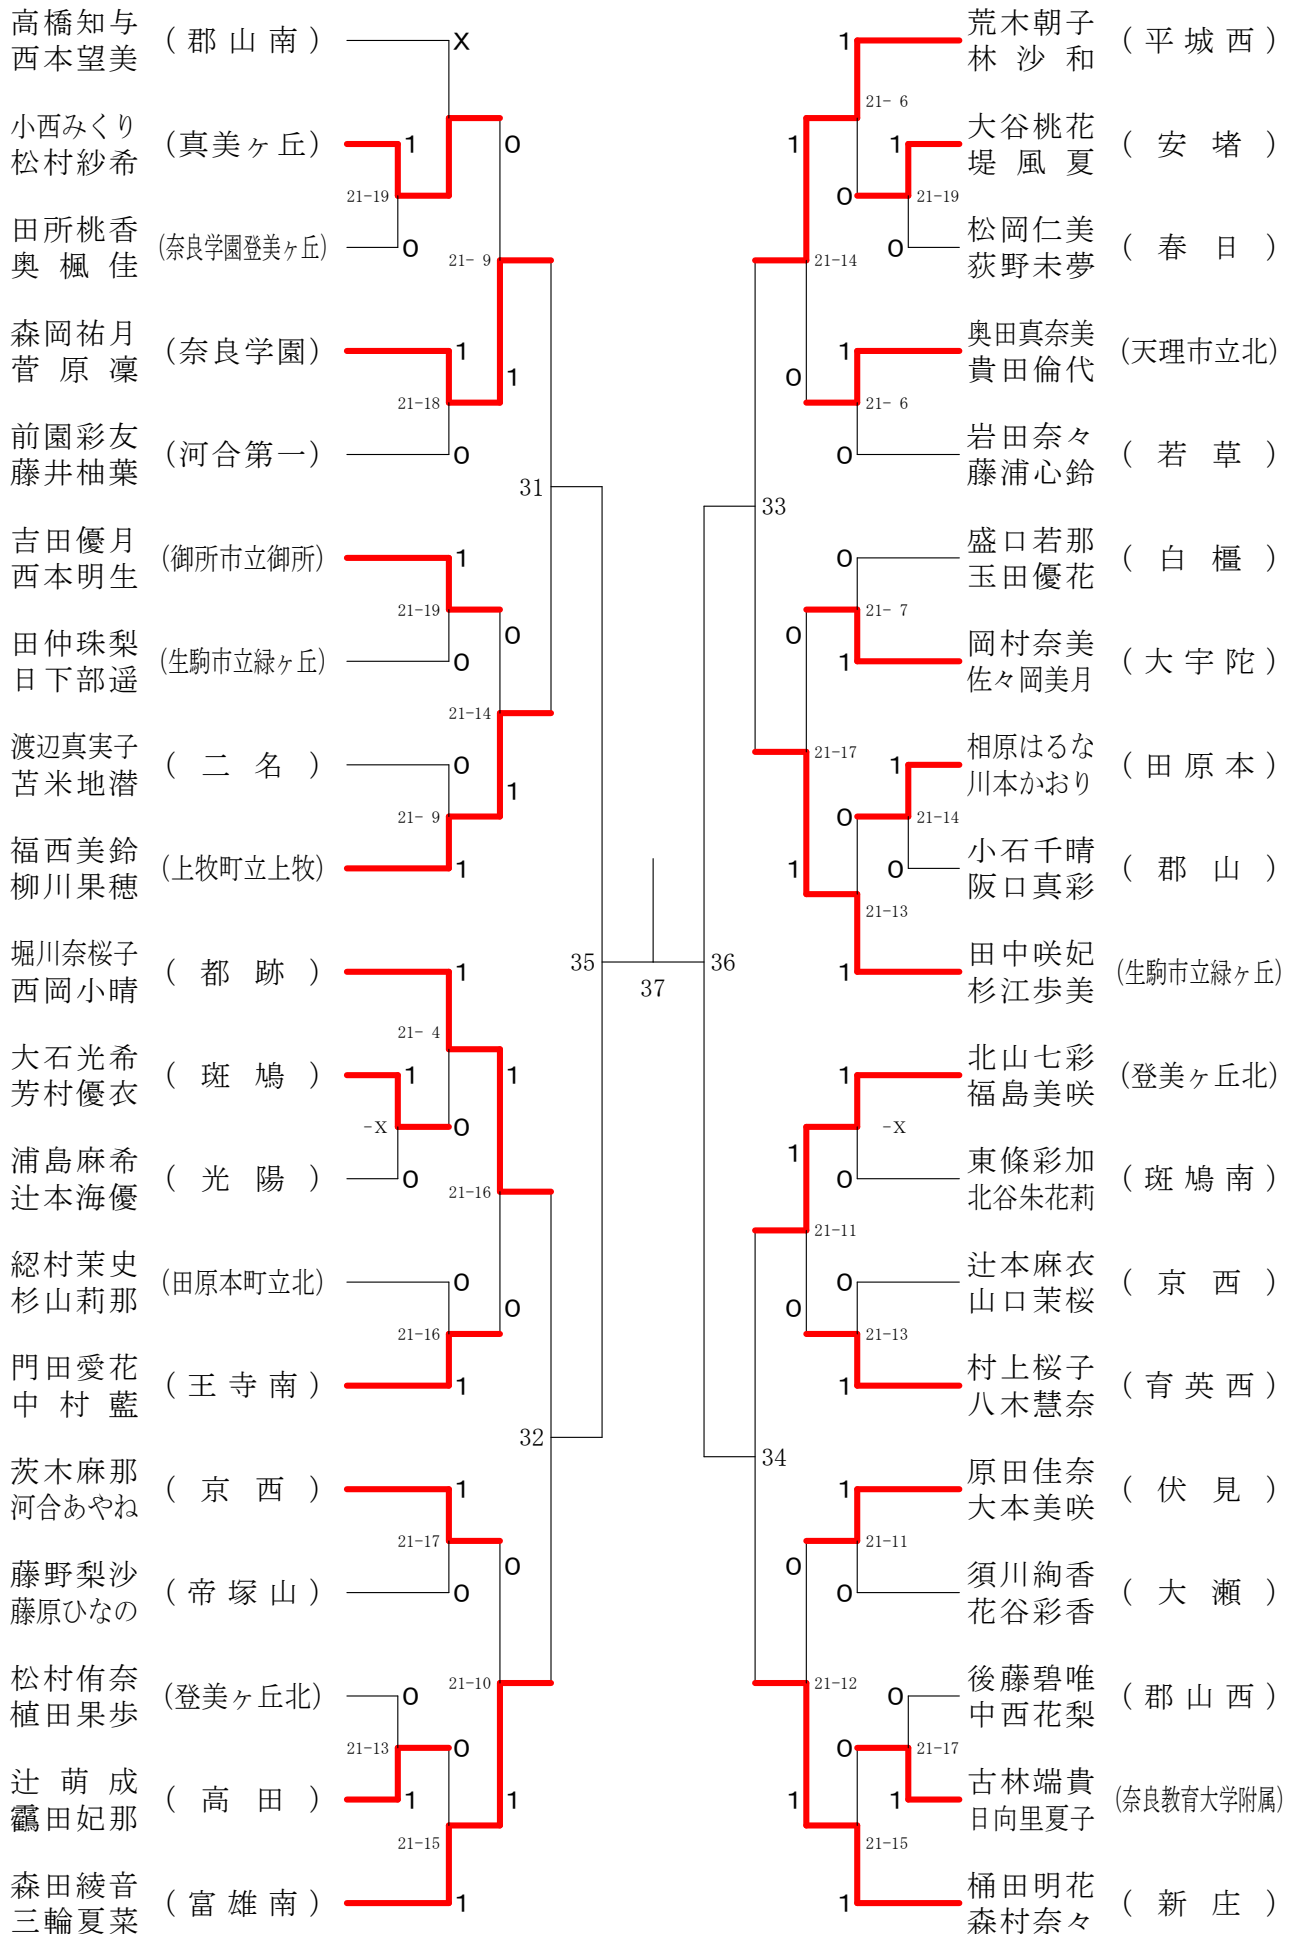 高橋知与
西本望美
(郡山南)
X
小西みくり
松村紗希
(真美ヶ丘)
1
0
21-19
田所桃香
奥楓佳
(奈良学園登美ヶ丘)
0
21- 9
森岡祐月
菅原凜
(奈良学園)
1
1
21-18
前園彩友
藤井柚葉
(河合第一)
0
31
吉田優月
西本明生
(御所市立御所)
1
21-19
0
田仲珠梨
日下部遥
(生駒市立緑ヶ丘)
0
21-14
渡辺真実子
苫米地潜
(二名)
0
1
21- 9
福西美鈴
柳川果穂
(上牧町立上牧)
1
堀川奈桜子
西岡小晴
(都跡)
1
35
21- 4
大石光希
芳村優衣
(斑鳩)
1
1
-X
0
浦島麻希
辻本海優
(光陽)
0
21-16
綛村茉史
杉山莉那
(田原本町立北)
0
0
21-16
門田愛花
中村藍
(王寺南)
1
32
茨木麻那
河合あやね
(京西)
1
21-17
0
藤野梨沙
藤原ひなの
(帝塚山)
0
松村侑奈
植田果歩
(登美ヶ丘北)
0
21-10
21-13
0
辻萌成
靍田妃那
(高田)
1
1
21-15
森田綾音
三輪夏菜
(富雄南)
1
37
荒木朝子
林沙和
(平城西)
1
21- 6
大谷桃花
堤風夏
(安堵)
1
1
0
21-19
松岡仁美
荻野未夢
(春日)
0
21-14
奥田真奈美
貴田倫代
(天理市立北)
1
0
21- 6
岩田奈々
藤浦心鈴
(若草)
0
33
盛口若那
玉田優花
(白橿)
0
21- 7
0
岡村奈美
佐々岡美月
(大宇陀)
1
21-17
相原はるな
川本かおり
(田原本)
1
0
21-14
小石千晴
阪口真彩
(郡山)
0
1
21-13
田中咲妃
杉江歩美
(生駒市立緑ヶ丘)
1
36
北山七彩
福島美咲
(登美ヶ丘北)
1
-X
1
東條彩加
北谷朱花莉
(斑鳩南)
0
21-11
辻本麻衣
山口茉桜
(京西)
0
0
21-13
村上桜子
八木慧奈
(育英西)
1
34
原田佳奈
大本美咲
(伏見)
1
21-11
0
須川絢香
花谷彩香
(大瀬)
0
21-12
後藤碧唯
中西花梨
(郡山西)
0
0
21-17
古林端貴
日向里夏子
(奈良教育大学附属)
1
1
21-15
桶田明花
森村奈々
(新庄)
1